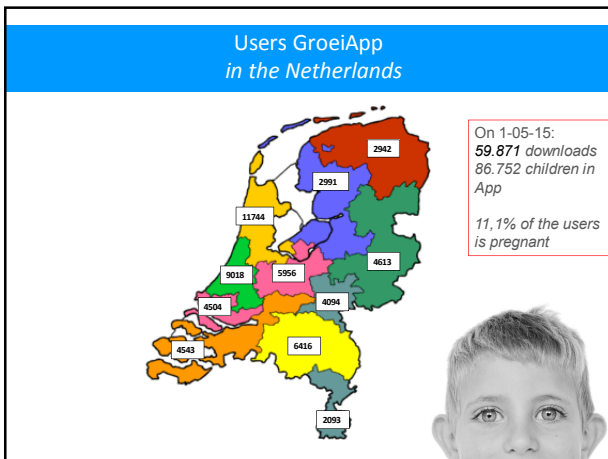 Users GroeiApp
in the Netherlands
On 1-05-15:
59.871 downloads
86.752 children in
App
11,1% of the users
is pregnant
2942
2991
11744
9018
5956
4613
4504
4094
4543
6416
2093